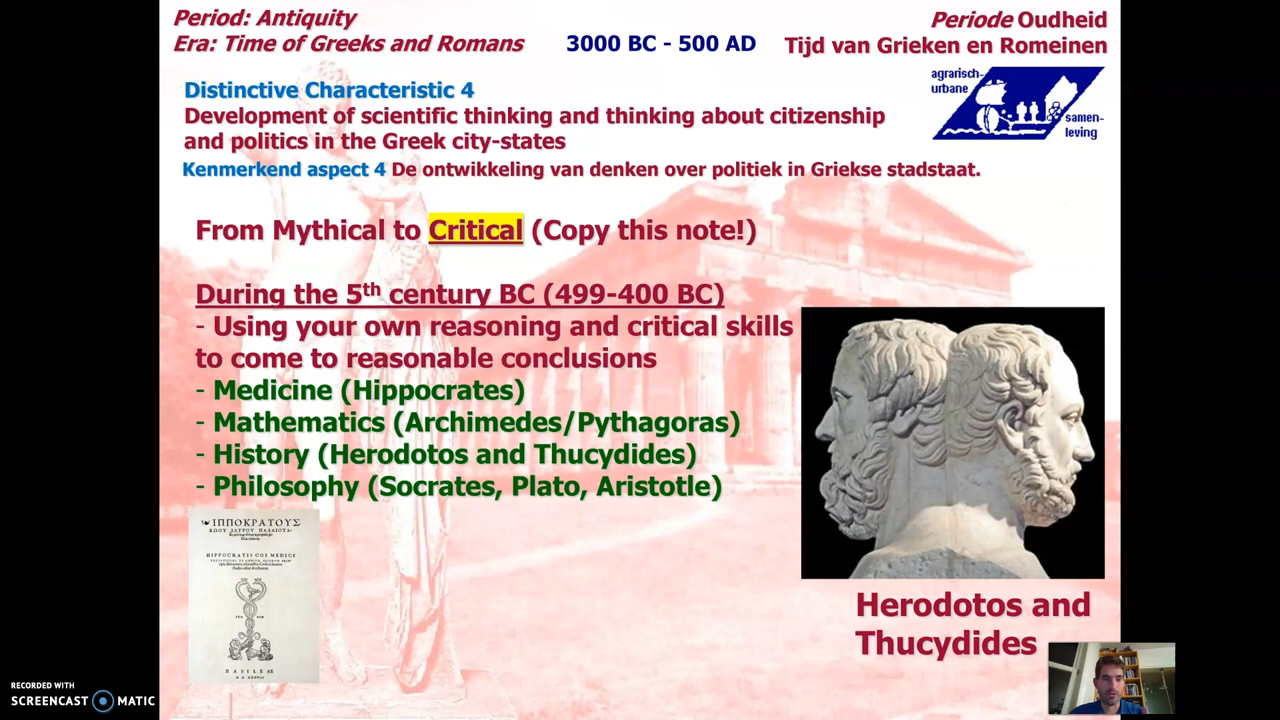 Period: Antiquity
Era: Time of Greeks and Romans
3000 BC - 500 AD
Periode Oudheid
Tijd van Grieken en Romeinen
agrarisch-
urbane
samen-
leving
Distinctive Characteristic 4
Development of scientific thinking and thinking about citizenship
and politics in the Greek city-states
Kenmerkend aspect 4 De ontwikkeling van denken over politiek in Griekse stadstaat.
From Mythical to Critical (Copy this note!)
During the 5th century BC (499-400 BC)
- Using your own reasoning and critical skills
to come to reasonable conclusions
- Medicine (Hippocrates)
- Mathematics (Archimedes/Pythagoras)
- History (Herodotos and Thucydides)
- Philosophy (Socrates, Plato, Aristotle)
ΙΠΠΟΚΡΑΤΟΥΣ
HIPPOCRATIS COI MEDICI
BASILEAE
Herodotos and
Thucydides
RECORDED WITH
SCREENCAST MATIC